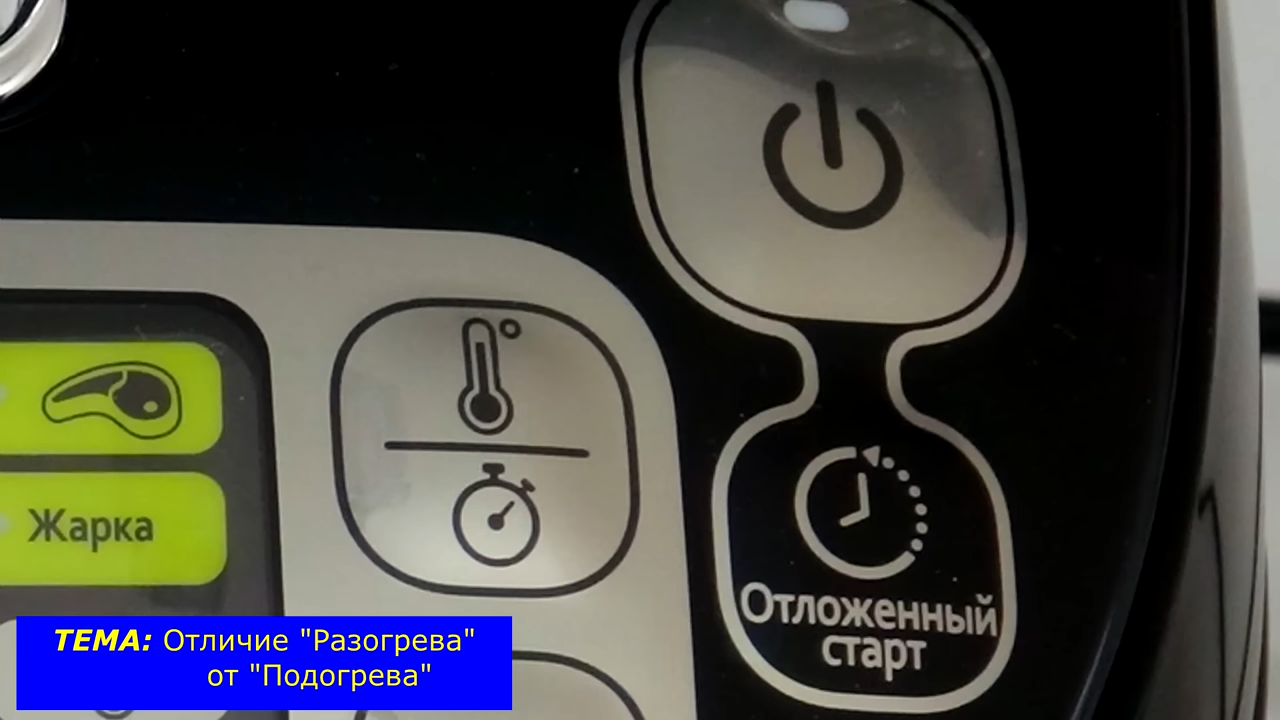 Жарка
Отложенный
старт
ТЕМА: Отличие "Разогрева"
от "Подогрева"